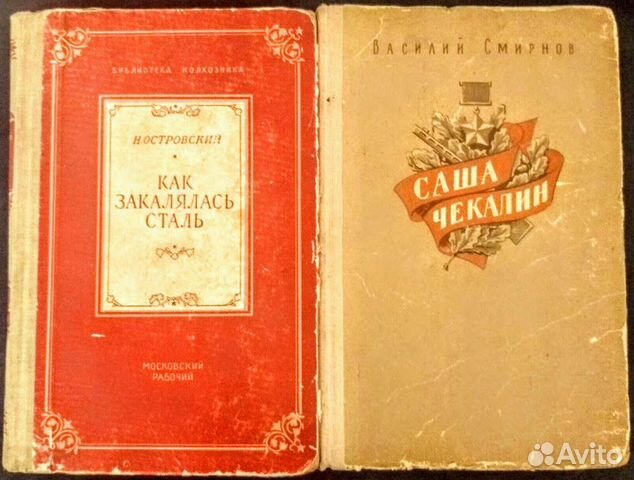 БИБЛИОТЕКА КОЛХОЗНИКА
Н. ОСТРОВСКИЙ
КАК
ЗАКАЛЯЛАСЬ
СТАЛЬ
МОСКОВСКИЙ
РАБОЧИЙ
ВАСИЛИЙ СМИРНОВ
САША
ЧЕКАЛИН
Avito